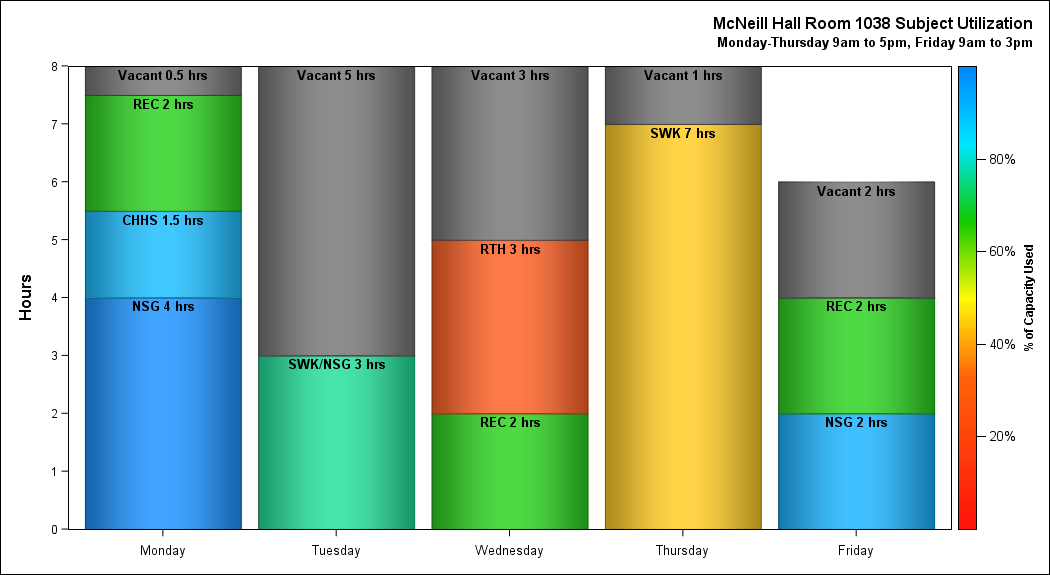 McNeill Hall Room 1038 Subject Utilization
Monday-Thursday 9am to 5pm, Friday 9am to 3pm
Hours
8
7
6
5
4
3
2
1
0
Vacant 0.5 hrs
REC 2 hrs
CHHS 1.5 hrs
NSG 4 hrs
Vacant 5 hrs
SWK/NSG 3 hrs
Vacant 3 hrs
RTH 3 hrs
REC 2 hrs
Vacant 1 hrs
SWK 7 hrs
Vacant 2 hrs
REC 2 hrs
NSG 2 hrs
Monday
Tuesday
Wednesday
Thursday
Friday
80%
60%
40%
20%
% of Capacity Used